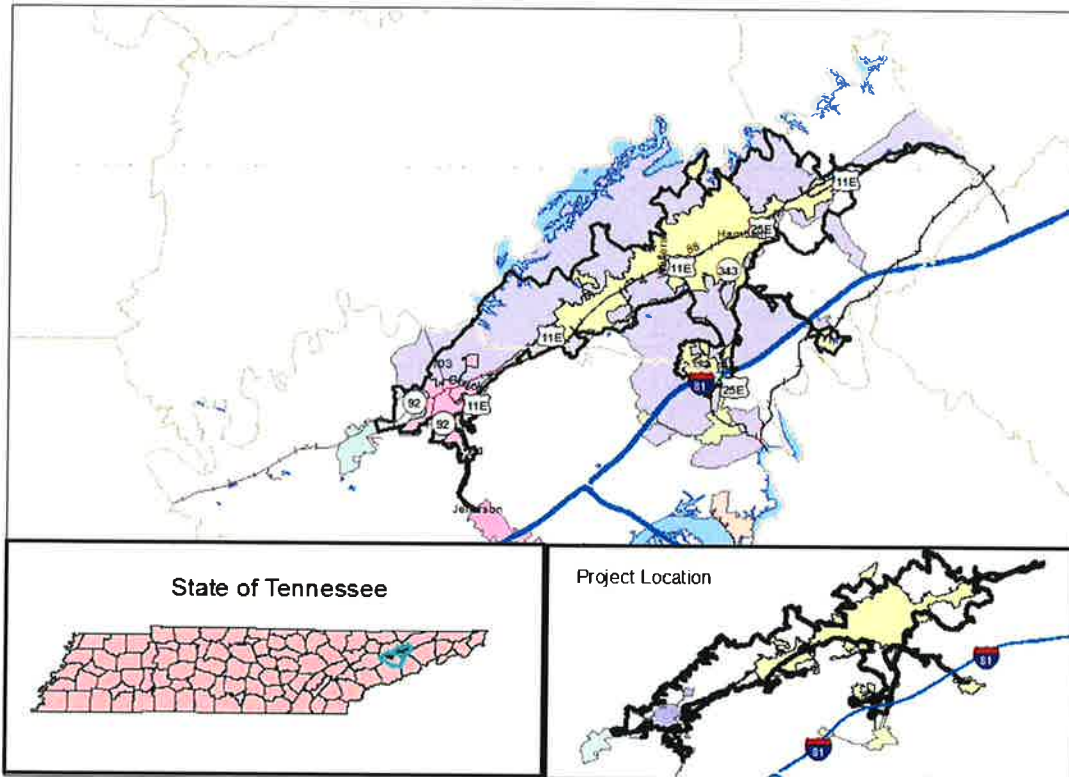 11E
25E
Hamblen
88
11E
343
11E
103
92
11E
92
81
25E
Jefferson
State of Tennessee
Project Location
81
81